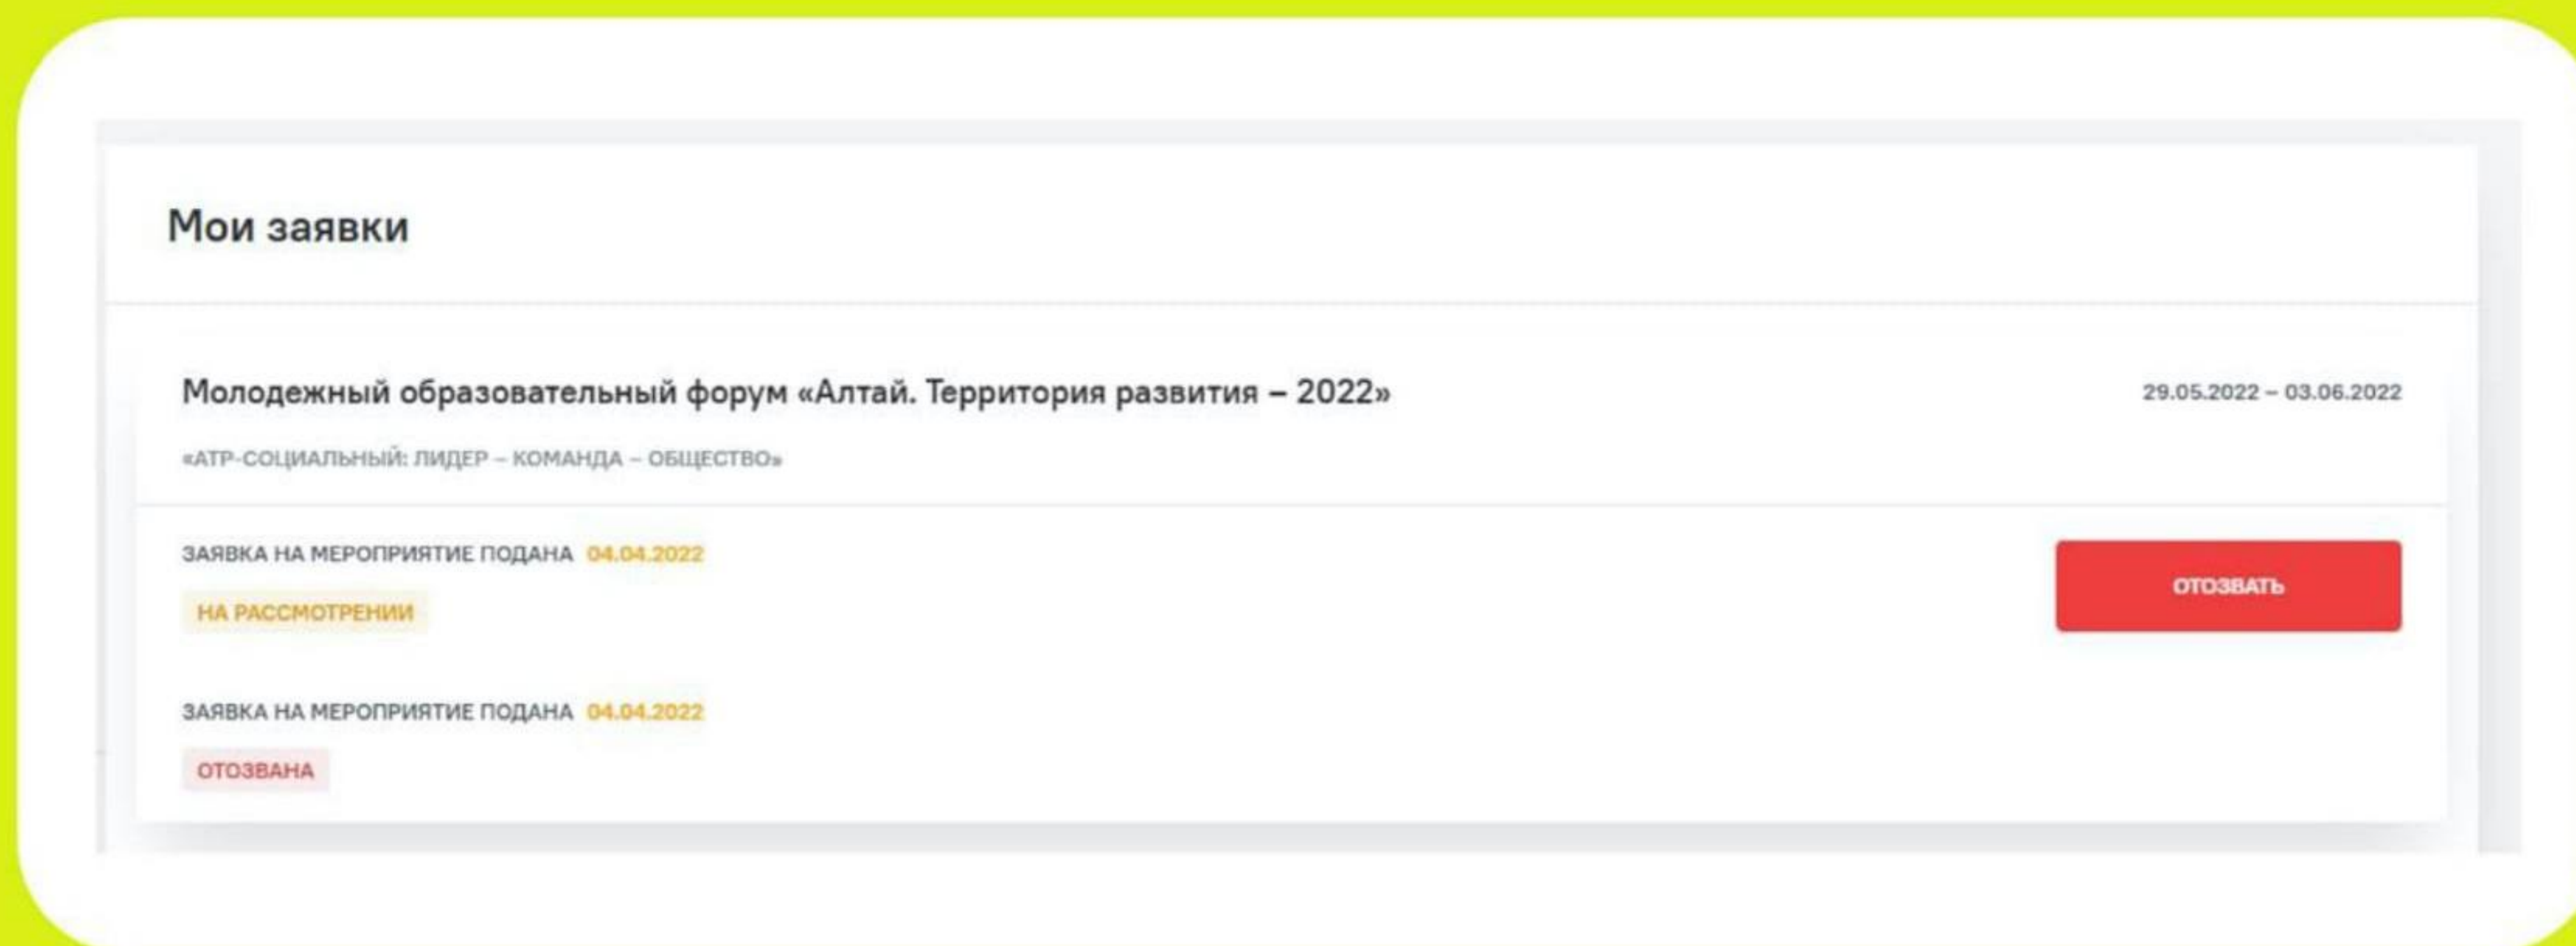 Мои заявки
Молодежный образовательный форум «Алтай. Территория развития – 2022»
29.05.2022 – 03.06.2022
«АТР-СОЦИАЛЬНЫЙ: ЛИДЕР – КОМАНДА – ОБЩЕСТВО»
ЗАЯВКА НА МЕРОПРИЯТИЕ ПОДАНА 04.04.2022
ОТОЗВАТЬ
НА РАССМОТРЕНИИ
ЗАЯВКА НА МЕРОПРИЯТИЕ ПОДАНА 04.04.2022
ОТОЗВАНА